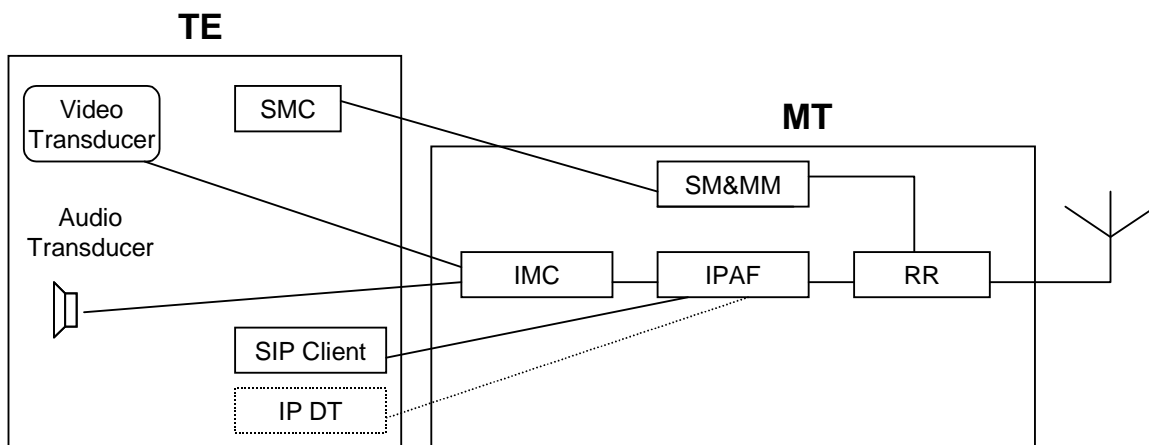 TE
Video
Transducer
SMC
MT
SM&MM
Audio
Transducer
IMC
IPAF
RR
SIP Client
IP DT